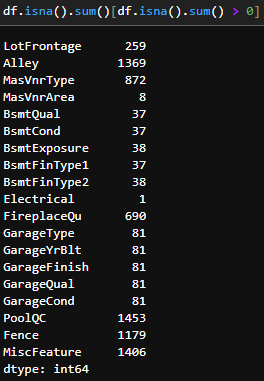 df.isna().sum()[df.isna().sum() > 0]
LotFrontage 259
Alley 1369
MasVnrType 872
MasVnrArea 8
BsmtQual 37
BsmtCond 37
BsmtExposure 38
BsmtFinType1 37
BsmtFinType2 38
Electrical 1
FireplaceQu 690
GarageType 81
GarageYrBlt 81
GarageFinish 81
GarageQual 81
GarageCond 81
PoolQC 1453
Fence 1179
MiscFeature 1406
dtype: int64